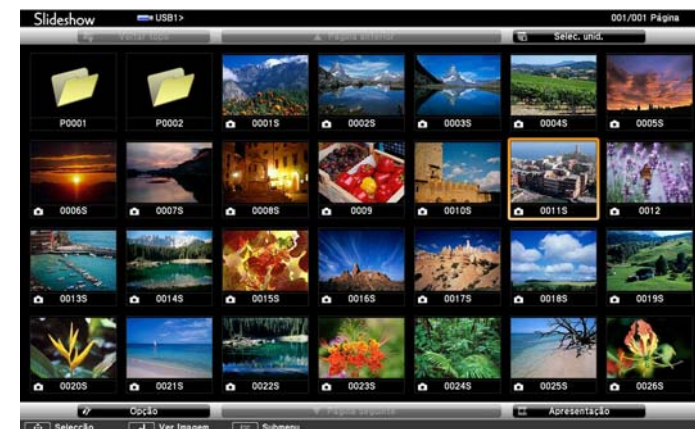 Slideshow USB1> 001/001 Página
Voltar topo Página anterior Selec. unid.
P0001 P0002 0001S 0002S 0003S 0004S 0005S
0006S 0007S 0008S 0009 0010S 0011S 0012
0013S 0014S 0015S 0016S 0017S 0018S 0019S
0020S 0021S 0022S 0023S 0024S 0025S 0026S
Opção Página seguinte Apresentação
Selecção Ver Imagem Submenu